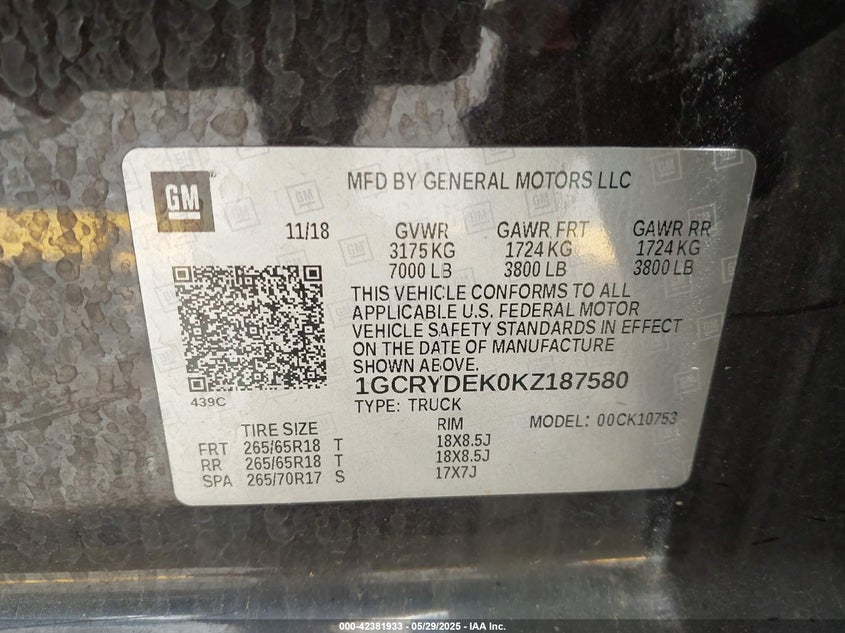 GM
MFD BY GENERAL MOTORS LLC
11/18 GVWR GAWR FRT GAWR RR
3175 KG 1724 KG 1724 KG
7000 LB 3800 LB 3800 LB
THIS VEHICLE CONFORMS TO ALL
APPLICABLE U.S. FEDERAL MOTOR
VEHICLE SAFETY STANDARDS IN EFFECT
ON THE DATE OF MANUFACTURE
SHOWN ABOVE.
439C
1GCRYDEK0KZ187580
TYPE: TRUCK MODEL: 00CK10753
TIRE SIZE RIM
FRT 265/65R18 T 18X8.5J
RR 265/65R18 T 18X8.5J
SPA 265/70R17 S 17X7J
000-42381933 - 05/29/2025 - IAA Inc.